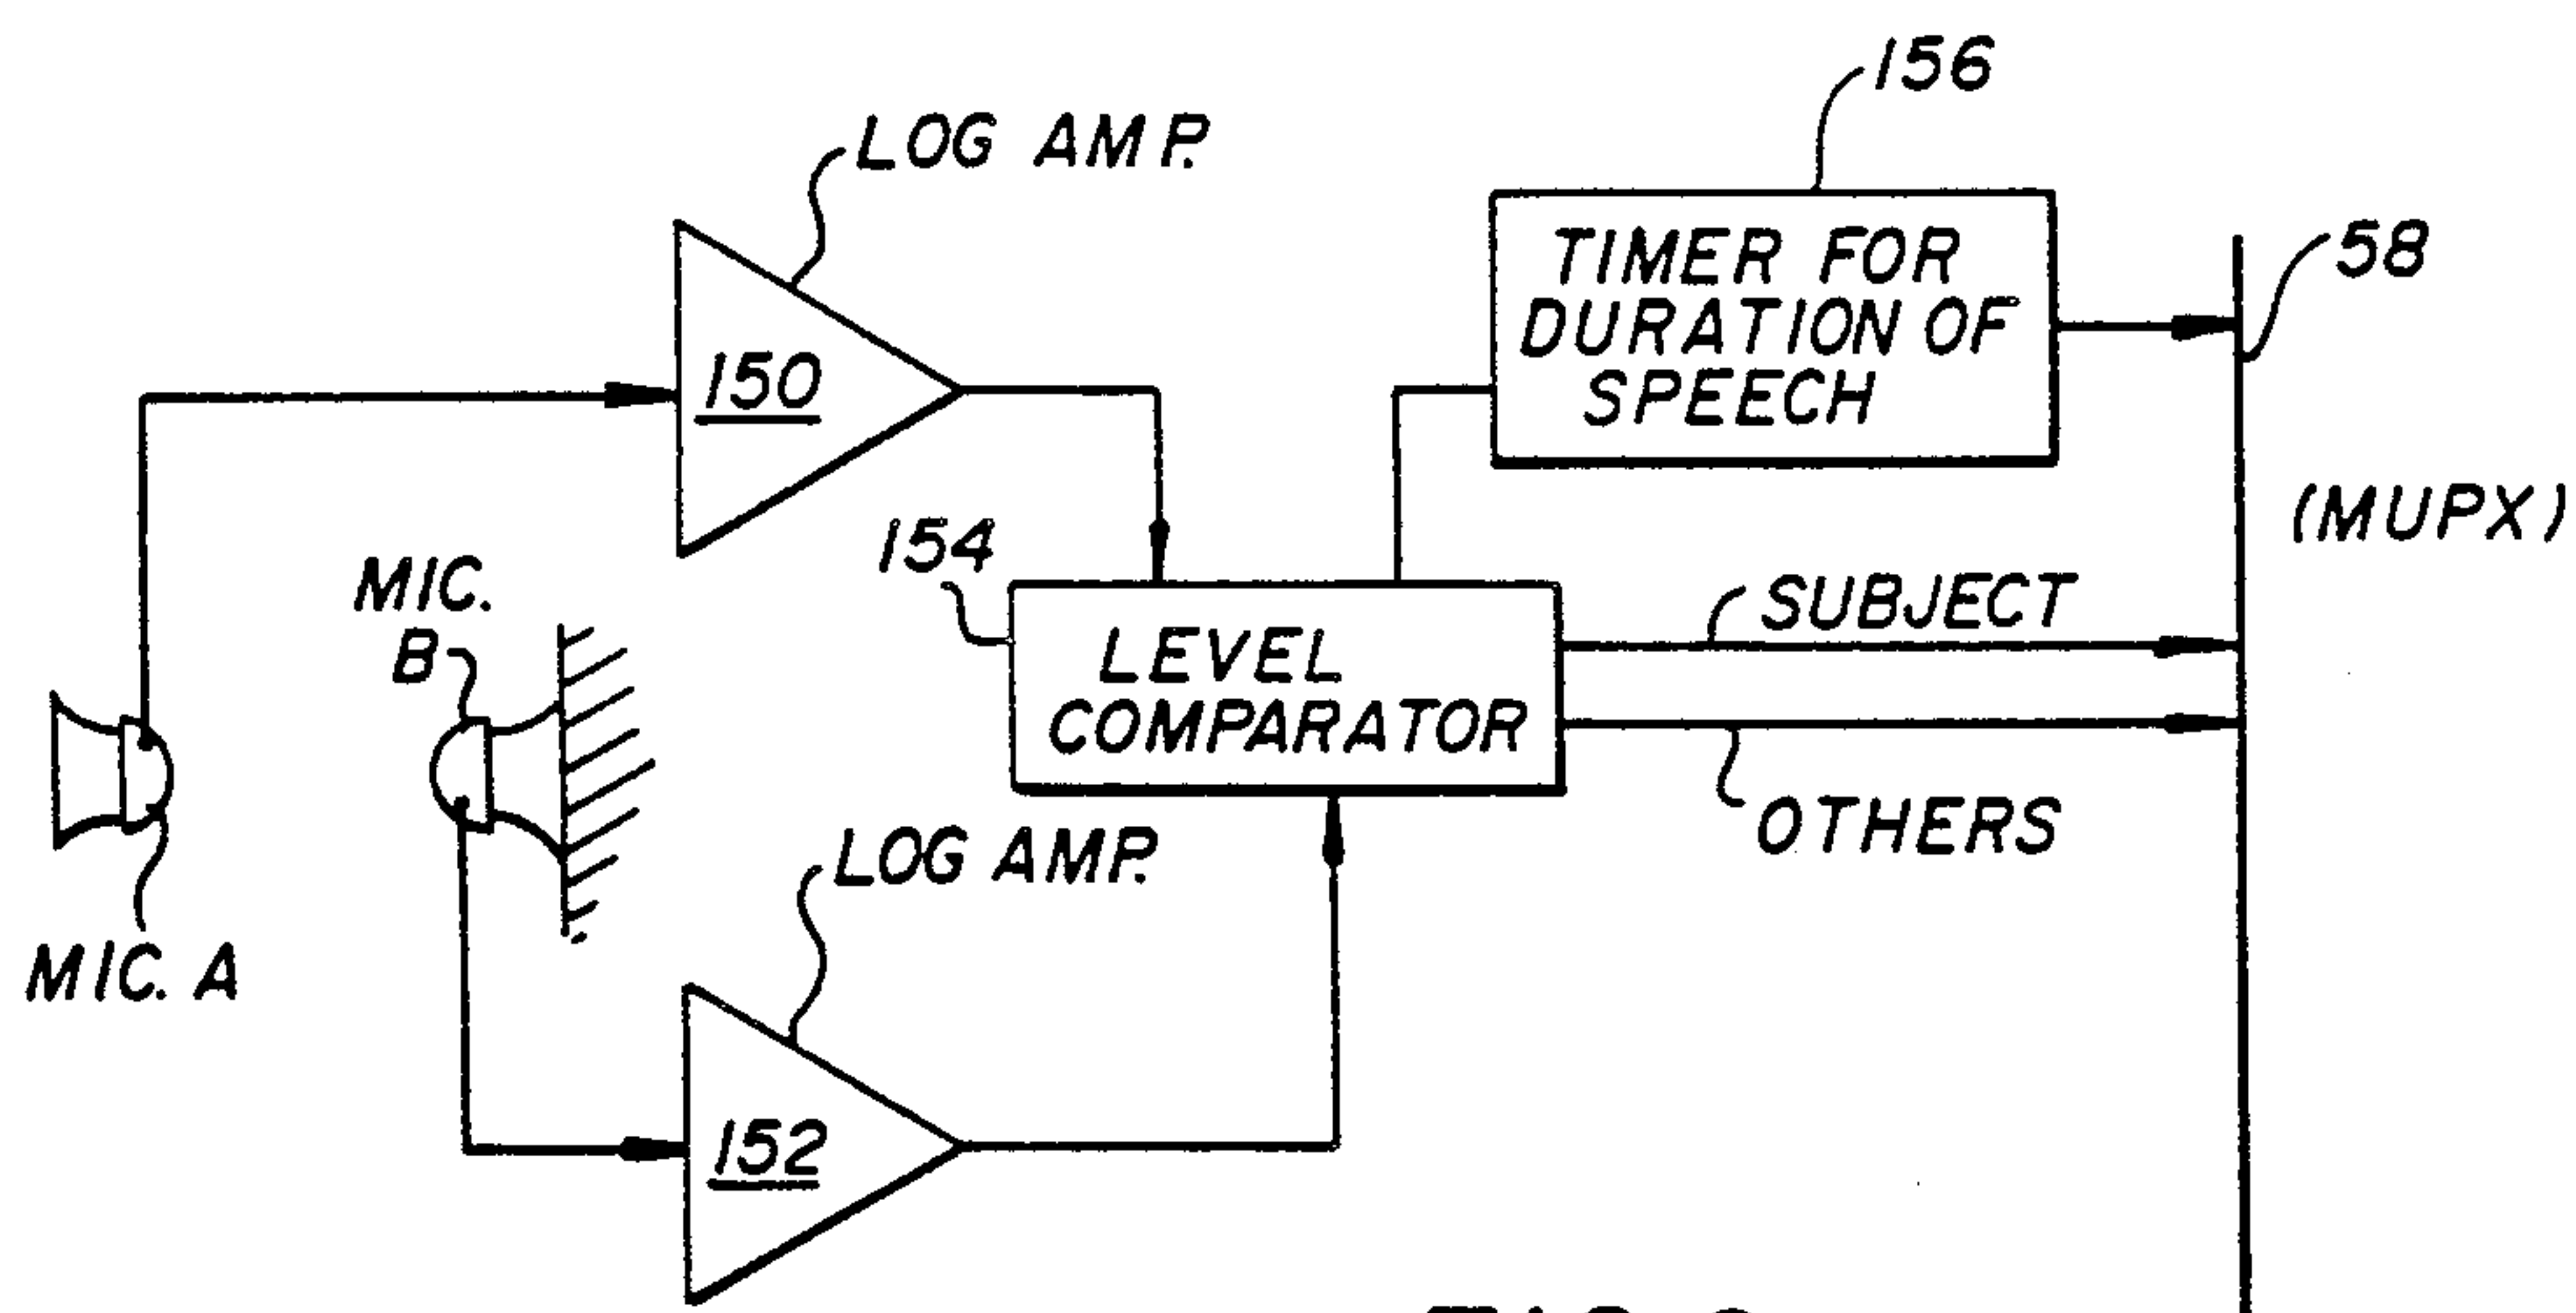 156
LOG AMP.
TIMER FOR
DURATION OF
SPEECH
58
150
(MUPX)
154
MIC.
B
SUBJECT
LEVEL
COMPARATOR
OTHERS
LOG AMP.
MIC. A
152